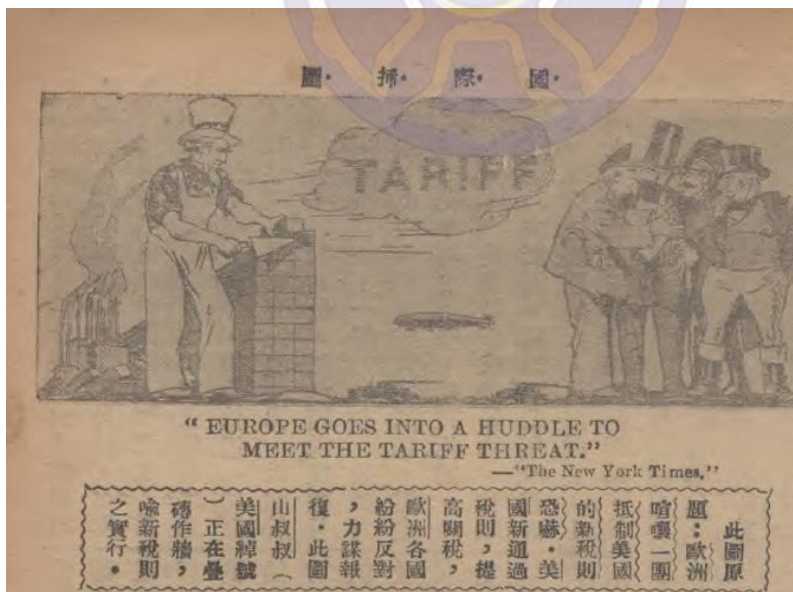 ·國·際·掃·圖
TARIFF
“ EUROPE GOES INTO A HUDDLE TO
MEET THE TARIFF THREAT.”
—“The New York Times,”
此圖原
題：歐洲
喧嚷一團
抵制美國
的新稅則
恐嚇．美
國新通過
稅則，提
高關稅，
歐洲各國
紛紛反對
，力謀報
復．此圖
山叔叔（
美國綽號
）正在疊
磚作牆，
喻新稅則
之實行．